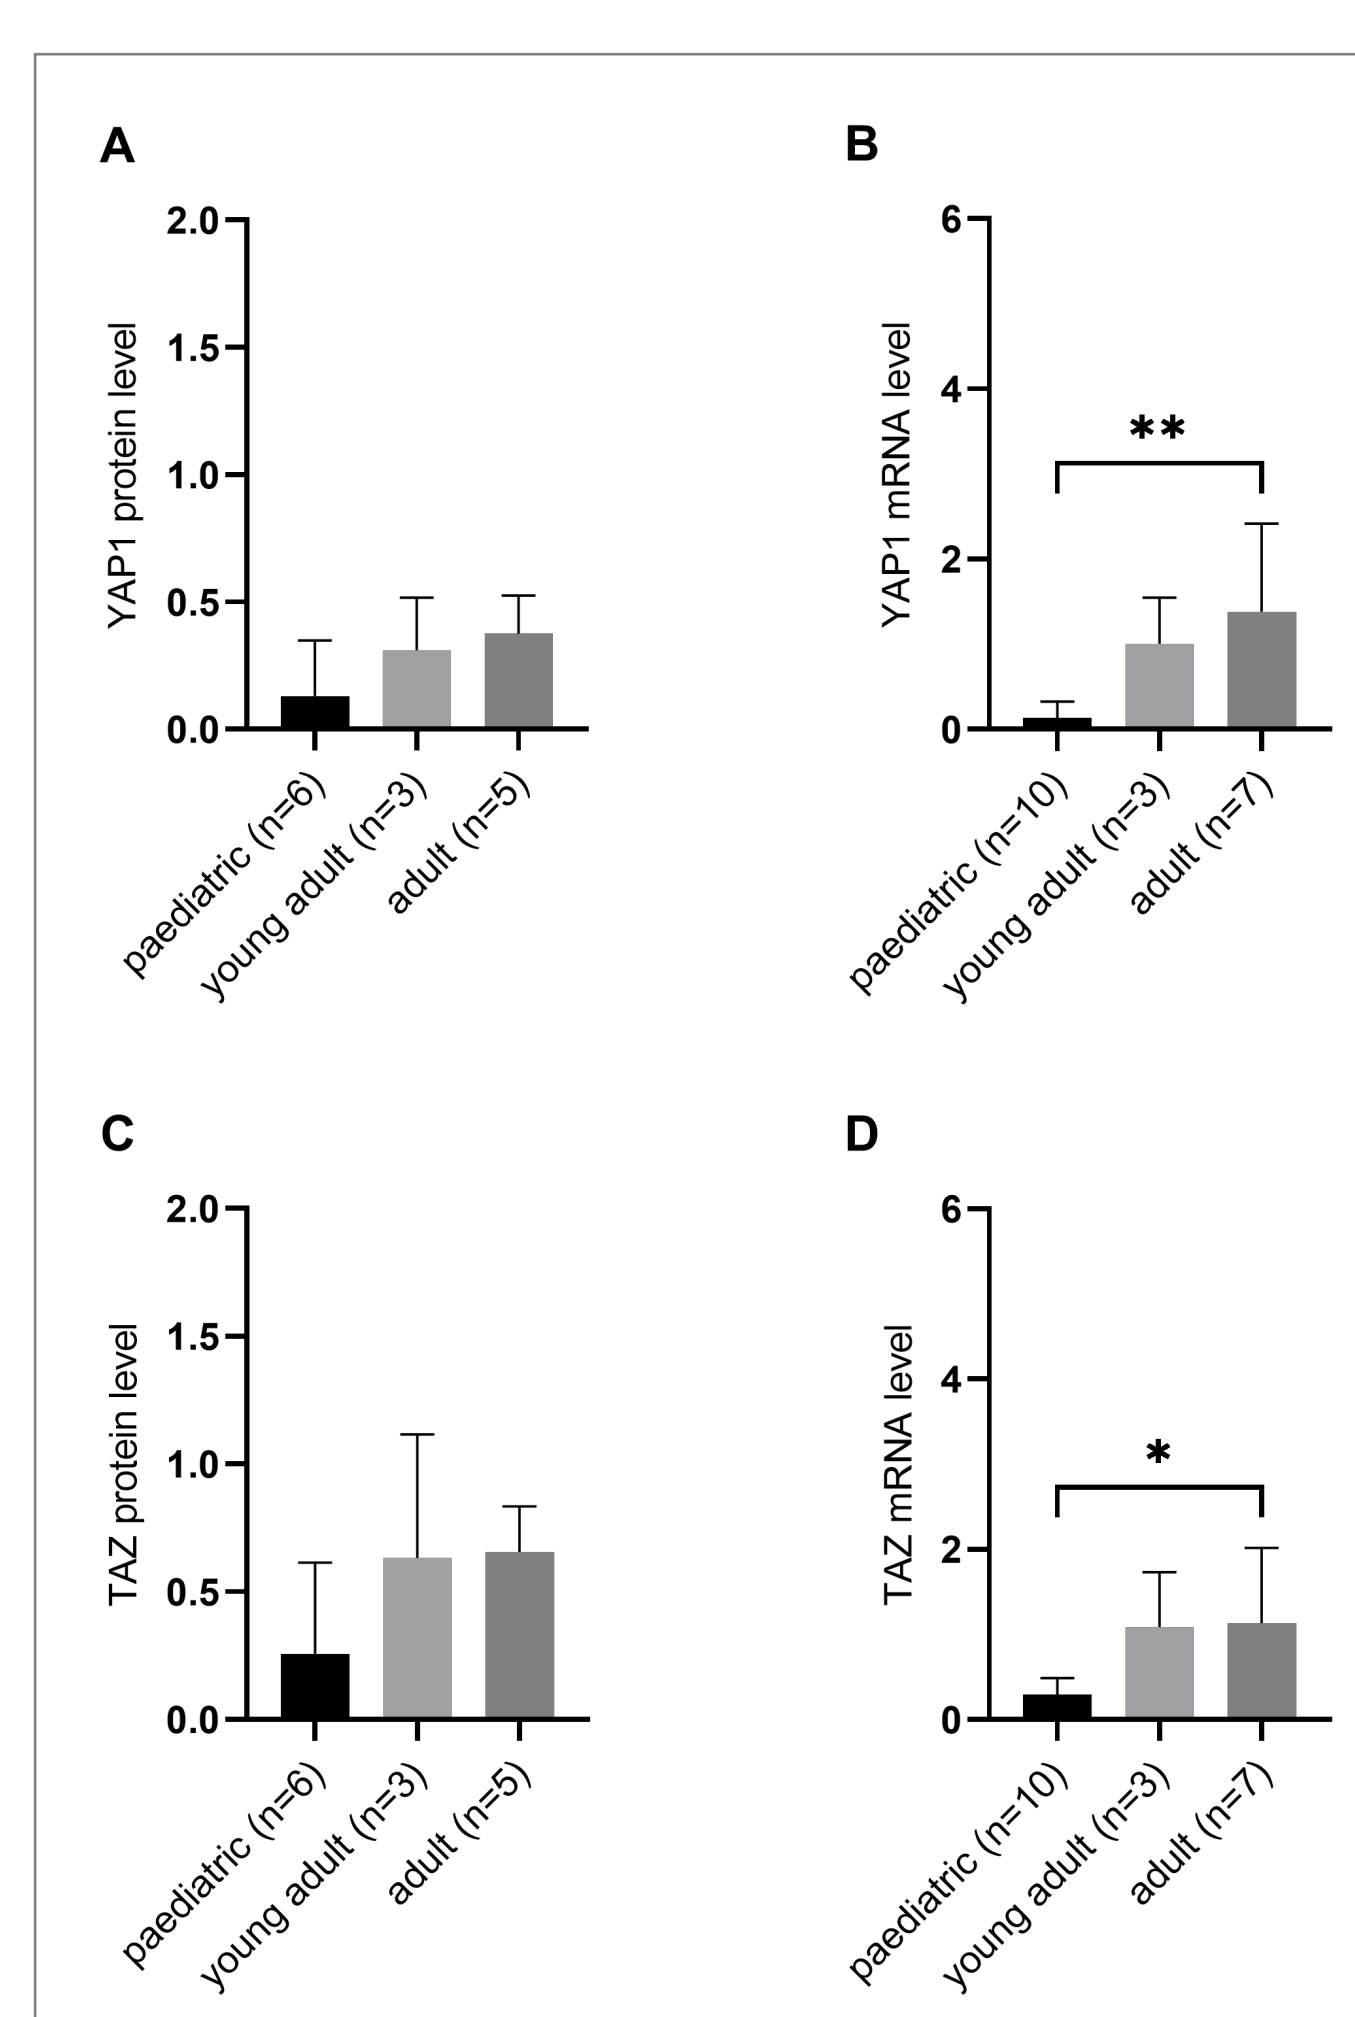 A
2.0
1.5
1.0
0.5
0.0
YAP1 protein level
paediatric (n=6)
young adult (n=3)
adult (n=5)
B
6
4
2
0
YAP1 mRNA level
**
paediatric (n=10)
young adult (n=3)
adult (n=7)
C
2.0
1.5
1.0
0.5
0.0
TAZ protein level
paediatric (n=6)
young adult (n=3)
adult (n=5)
D
6
4
2
0
TAZ mRNA level
*
paediatric (n=10)
young adult (n=3)
adult (n=7)